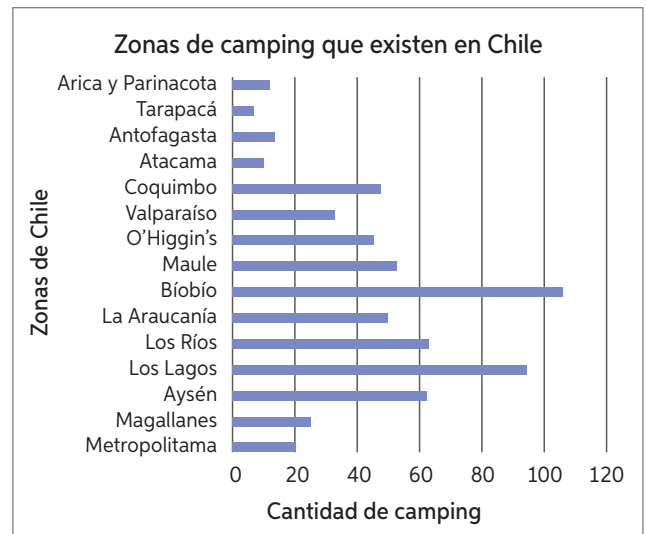 Zonas de camping que existen en Chile
Zonas de Chile
Arica y Parinacota
Tarapacá
Antofagasta
Atacama
Coquimbo
Valparaíso
O'Higgin's
Maule
Bíobío
La Araucanía
Los Ríos
Los Lagos
Aysén
Magallanes
Metropolitama
0 20 40 60 80 100 120
Cantidad de camping